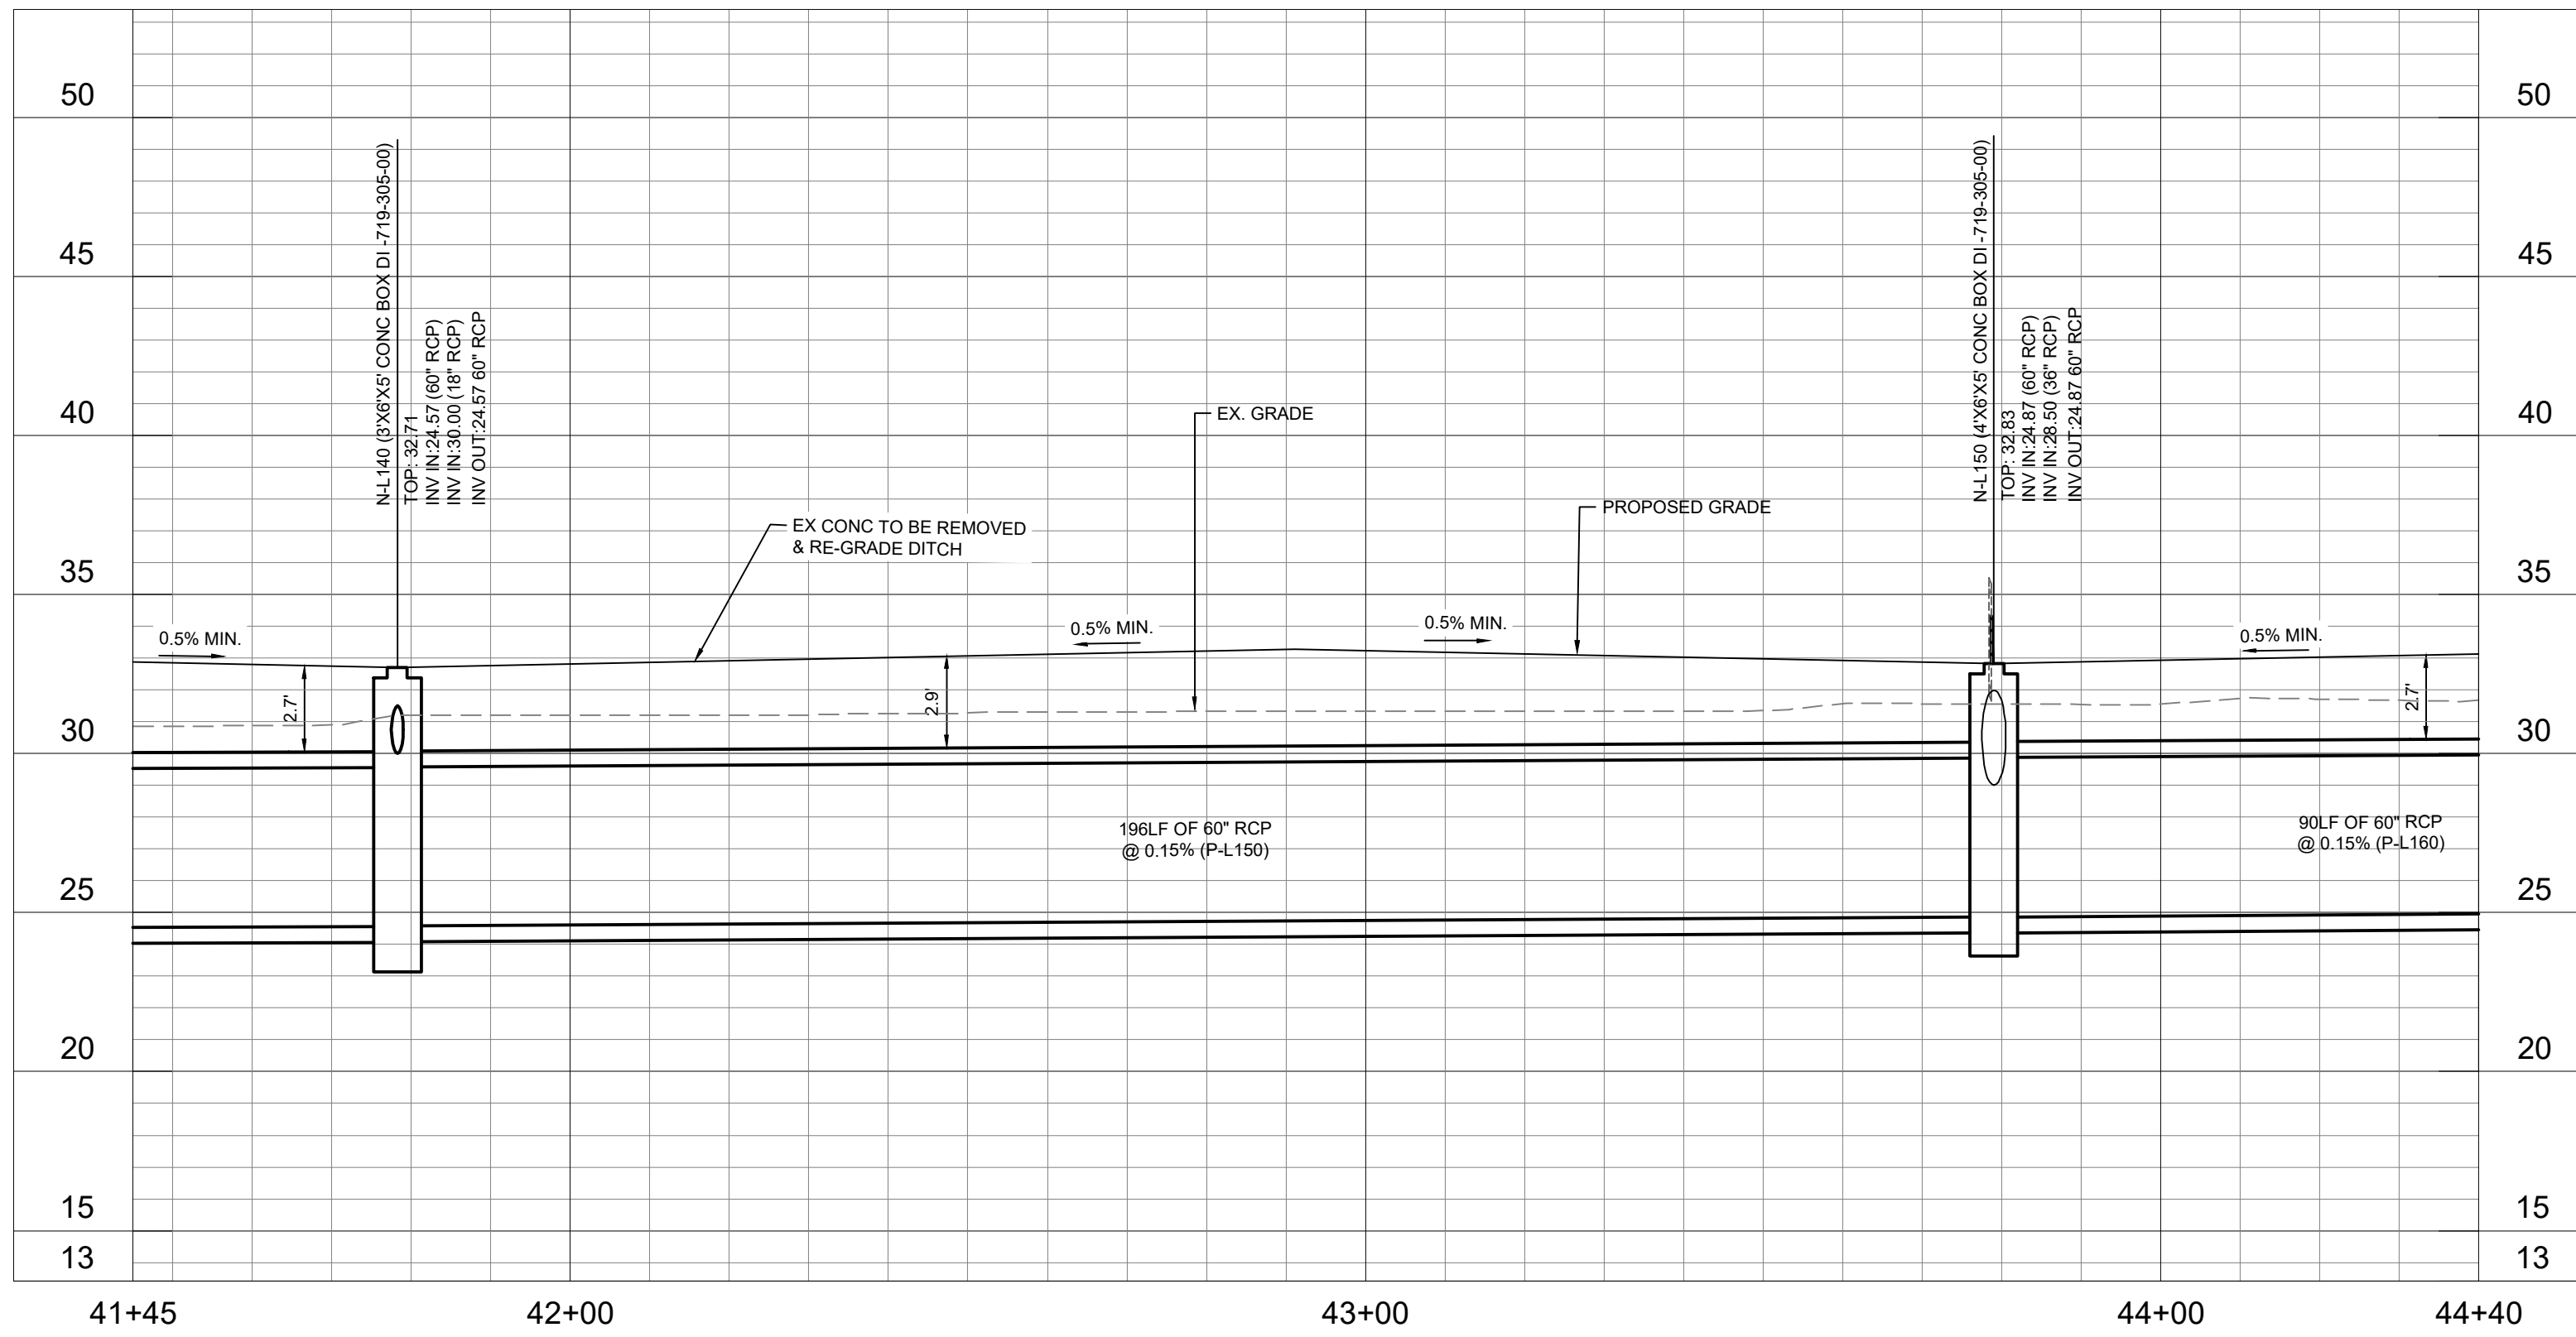 50
50
45
45
40
40
35
35
30
30
25
25
20
20
15
15
13
13
N-L140 (3'X6'X5' CONC BOX DI -719-305-00)
TOP: 32.71
INV IN:24.57 (60" RCP)
INV IN:30.00 (18" RCP)
INV OUT:24.57 60" RCP
N-L150 (4'X6'X5' CONC BOX DI -719-305-00)
TOP: 32.83
INV IN:24.87 (60" RCP)
INV IN:28.50 (36" RCP)
INV OUT:24.87 60" RCP
EX. GRADE
PROPOSED GRADE
EX CONC TO BE REMOVED
& RE-GRADE DITCH
0.5% MIN.
0.5% MIN.
0.5% MIN.
0.5% MIN.
2.7'
2.9'
2.7'
196LF OF 60" RCP
@ 0.15% (P-L150)
90LF OF 60" RCP
@ 0.15% (P-L160)
41+45
42+00
43+00
44+00
44+40